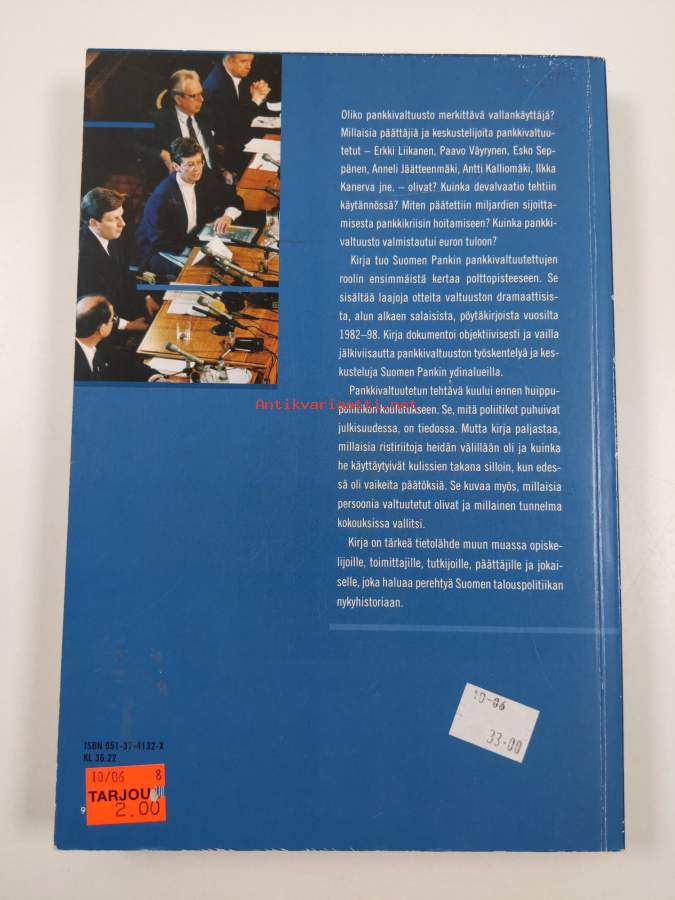 Oliko pankkivaltuusto merkittävä vallankäyttäjä?
Millaisia päättäjiä ja keskustelijoita pankkivaltuu-
tetut – Erkki Liikanen, Paavo Väyrynen, Esko Sep-
pänen, Anneli Jäätteenmäki, Antti Kalliomäki, Ilkka
Kanerva jne. – olivat? Kuinka devalvaatio tehtiin
käytännössä? Miten päätettiin miljardien sijoitta-
misesta pankkikriisin hoitamiseen? Kuinka pankki-
valtuusto valmistautui euron tuloon?
Kirja tuo Suomen Pankin pankkivaltuutettujen
roolin ensimmäistä kertaa polttopisteeseen. Se
sisältää laajoja otteita valtuuston dramaattisis-
ta, alun alkaen salaisista, pöytäkirjoista vuosilta
1982–98. Kirja dokumentoi objektiivisesti ja vailla
jälkiviisautta pankkivaltuuston työskentelyä ja kes-
kusteluja Suomen Pankin ydinalueilla.
Pankkivaltuutetun tehtävä kuului ennen huippu-
poliitikon koulutukseen. Se, mitä poliitikot puhuivat
julkisuudessa, on tiedossa. Mutta kirja paljastaa,
millaisia ristiriitoja heidän välillään oli ja kuinka
he käyttäytyivät kulissien takana silloin, kun edes-
sä oli vaikeita päätöksiä. Se kuvaa myös, millaisia
persoonia valtuutetut olivat ja millainen tunnelma
kokouksissa vallitsi.
Kirja on tärkeä tietolähde muun muassa opiske-
lijoille, toimittajille, tutkijoille, päättäjille ja jokai-
selle, joka haluaa perehtyä Suomen talouspolitiikan
nykyhistoriaan.
Antikvariaatti.net
10-06
33-00
ISBN 951-37-4132-X
KL 36.22
10/06 8
TARJOU
2.00
9